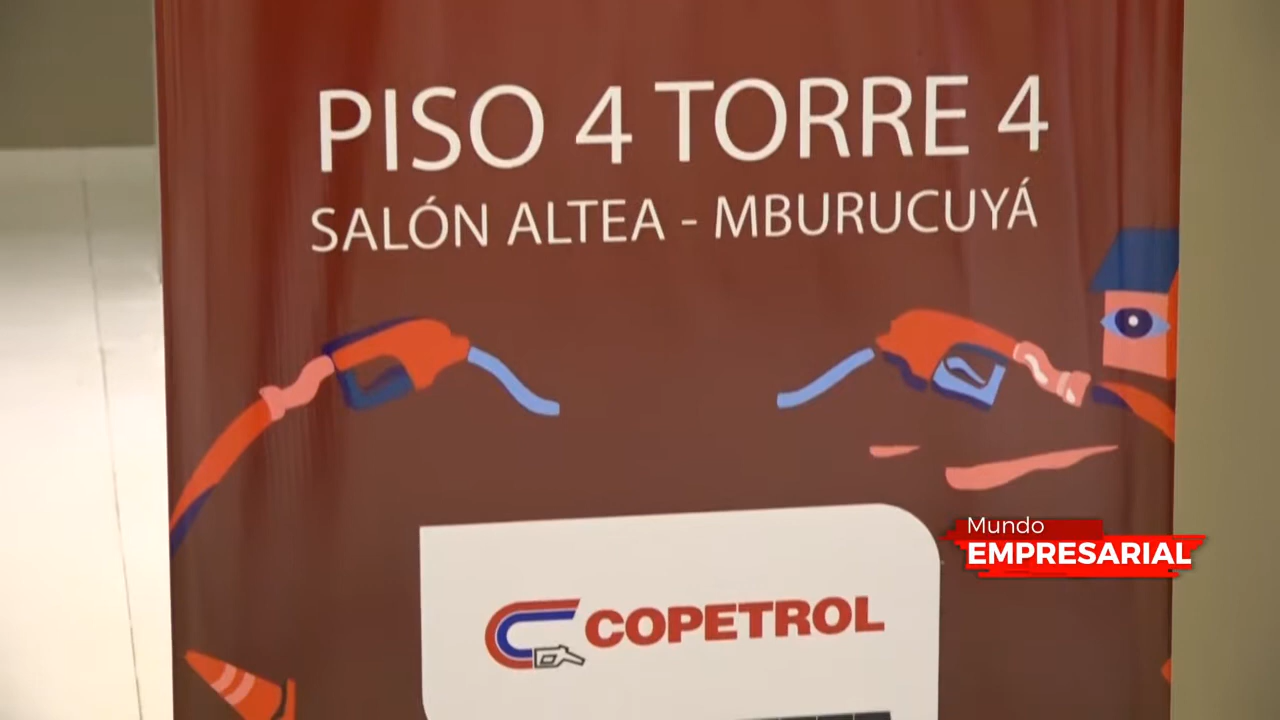 PISO 4 TORRE 4
SALÓN ALTEA - MBURUCUYÁ
Mundo
EMPRESARIAL
COPETROL